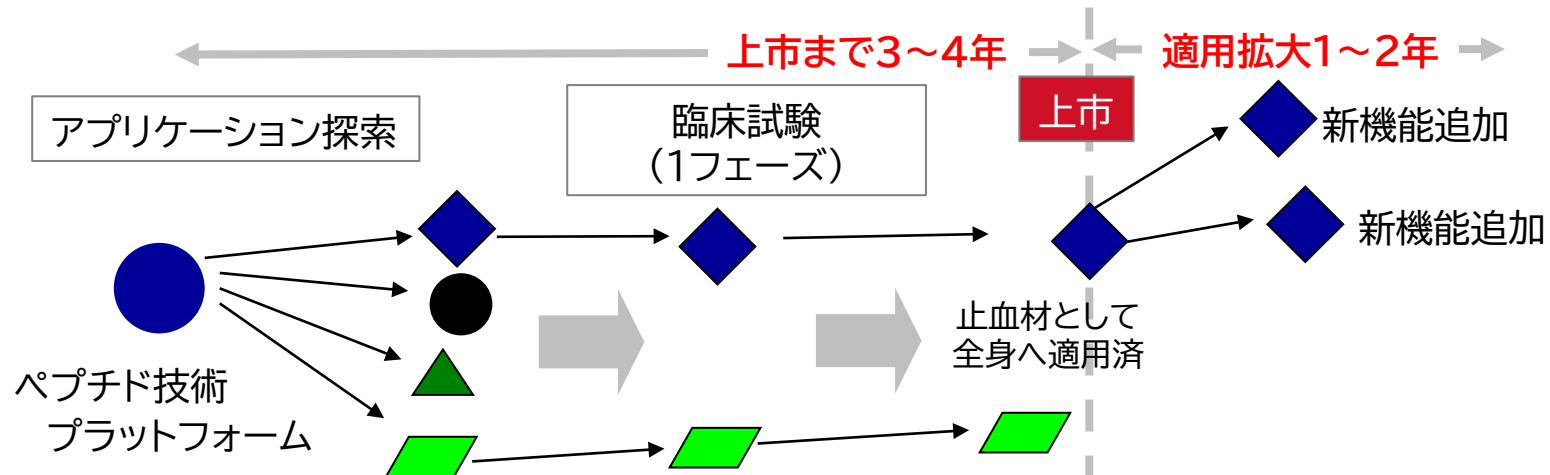 上市まで3～4年
適用拡大1～2年
アプリケーション探索
臨床試験
（1フェーズ）
上市
新機能追加
新機能追加
止血材として
全身へ適用済
ペプチド技術
プラットフォーム